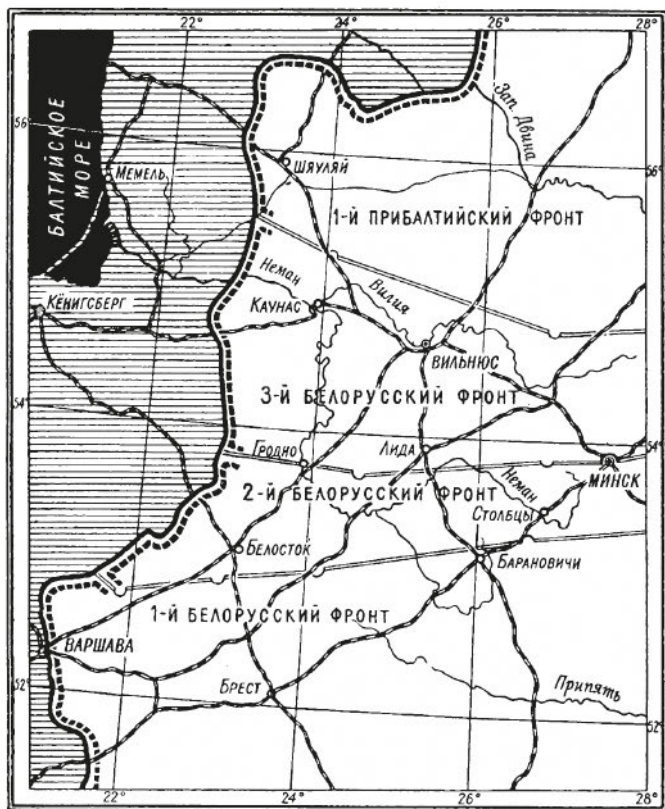 22°
24°
26°
28°
56°
БАЛТИЙСКОЕ
МОРЕ
Мемель
Шяуляй
Зап. Двина
56°
1-Й ПРИБАЛТИЙСКИЙ ФРОНТ
Кёнигсберг
Неман
Каунас
Вилия
Вильнюс
54°
3-Й БЕЛОРУССКИЙ ФРОНТ
54°
Гродно
Лида
Минск
2-Й БЕЛОРУССКИЙ ФРОНТ
Неман
Столбцы
Белосток
Барановичи
1-Й БЕЛОРУССКИЙ ФРОНТ
Варшава
52°
Брест
Припять
52°
22°
24°
26°
28°